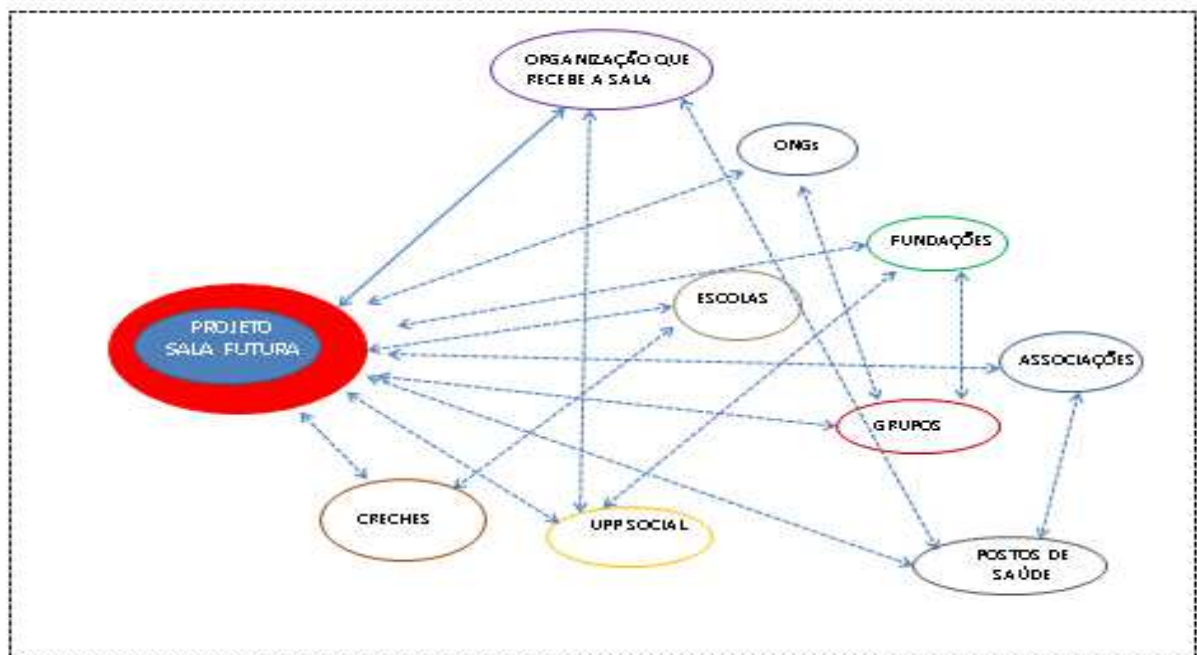 ORGANIZAÇÃO QUE
RECEBE A SALA
ONGs
FUNDAÇÕES
ESCOLAS
PROJETO
SALA FUTURA
ASSOCIAÇÕES
GRUPOS
CRECHES
UPP SOCIAL
POSTOS DE
SAÚDE